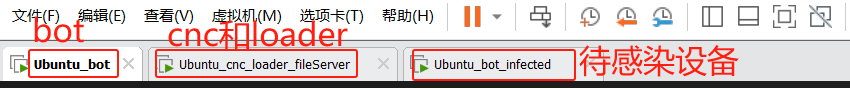 文件(F) 编辑(E) 查看(V) 虚拟机(M) 选项卡(T) 帮助(H)
bot cnc和loader
Ubuntu_bot Ubuntu_cnc_loader_fileServer Ubuntu_bot_infected 待感染设备